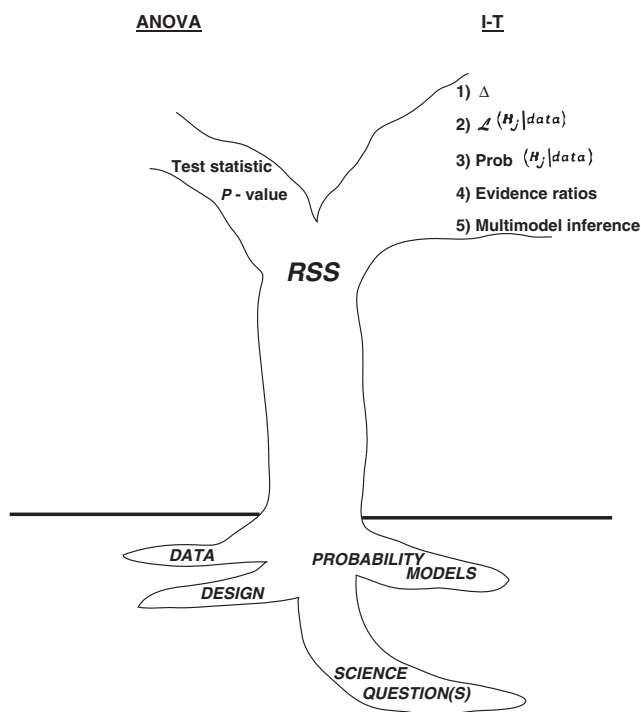 ANOVA
I-T
1) Δ
2) ℒ (H_j|data)
3) Prob (H_j|data)
4) Evidence ratios
5) Multimodel inference
Test statistic
P - value
RSS
DATA
DESIGN
PROBABILITY
MODELS
SCIENCE
QUESTION(S)